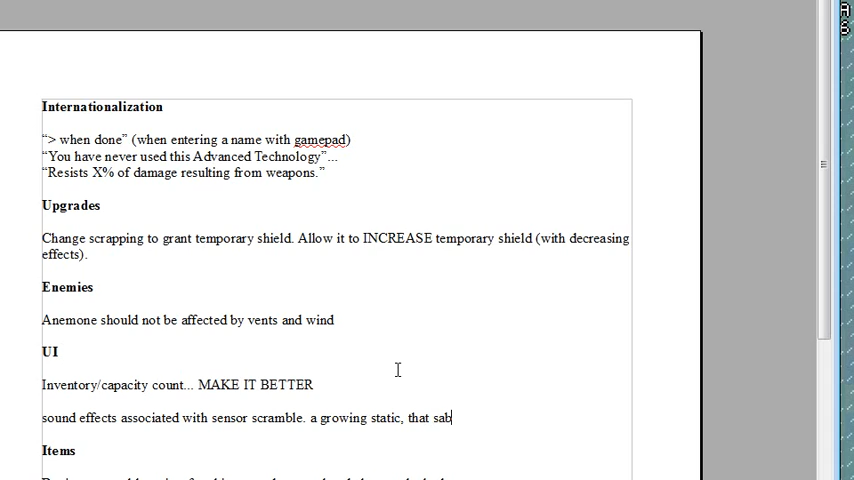 Internationalization
“> when done” (when entering a name with gamepad)
“You have never used this Advanced Technology”...
“Resists X% of damage resulting from weapons.”
Upgrades
Change scrapping to grant temporary shield. Allow it to INCREASE temporary shield (with decreasing
effects).
Enemies
Anemone should not be affected by vents and wind
UI
Inventory/capacity count... MAKE IT BETTER
sound effects associated with sensor scramble. a growing static, that sab
Items